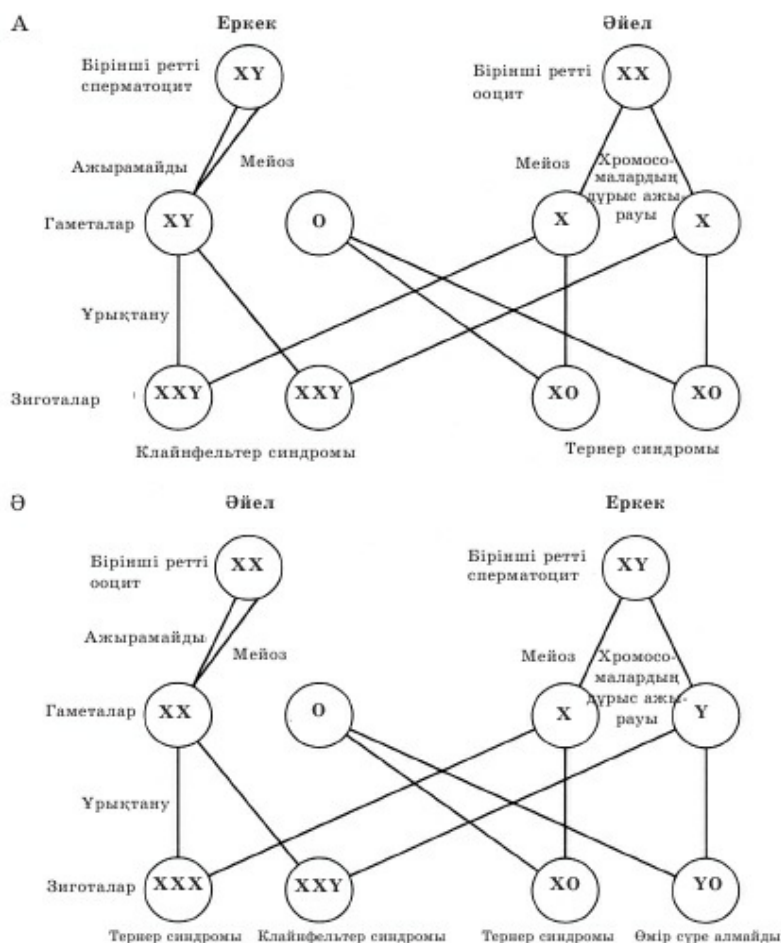 А
Еркек
Әйел
Бірінші ретті
сперматоцит
XY
Бірінші ретті
ооцит
XX
Ажырамайды
Мейоз
Мейоз
Хромосо-
малардың
дұрыс ажы-
рауы
Гаметалар
XY
O
X
X
Ұрықтану
Зиготалар
XXY
XXY
XO
XO
Клайнфельтер синдромы
Тернер синдромы
Ә
Әйел
Еркек
Бірінші ретті
ооцит
XX
Бірінші ретті
сперматоцит
XY
Ажырамайды
Мейоз
Мейоз
Хромосо-
малардың
дұрыс ажы-
рауы
Гаметалар
XX
O
X
Y
Ұрықтану
Зиготалар
XXX
XXY
XO
YO
Тернер синдромы
Клайнфельтер синдромы
Тернер синдромы
Өмір сүре алмайды